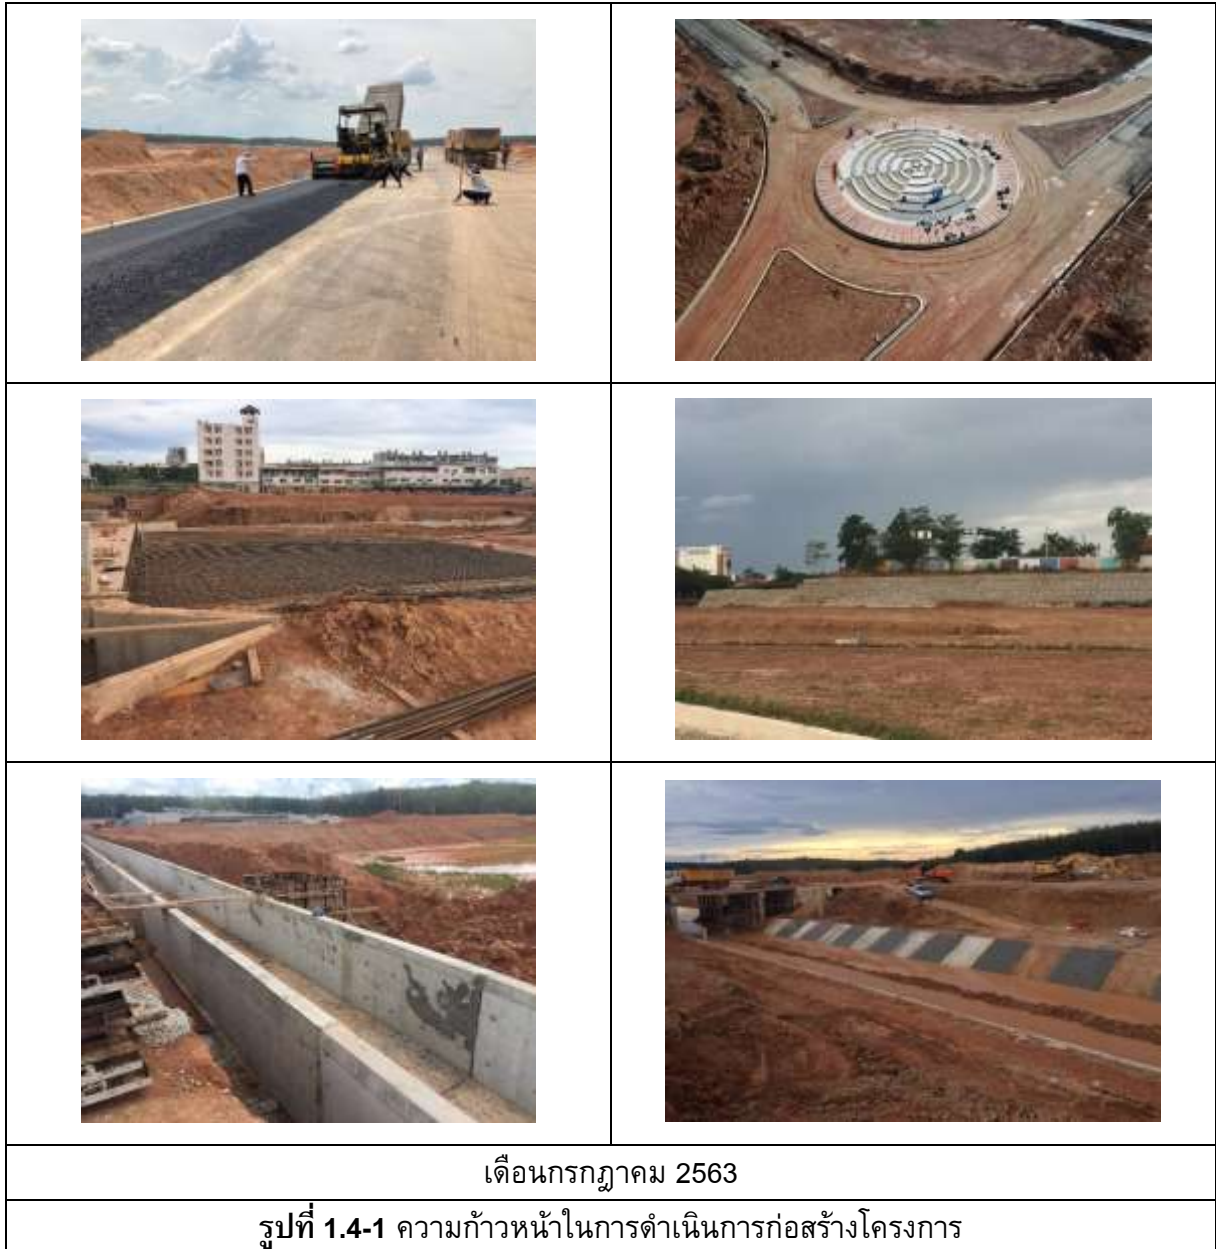 เดือนกรกฎาคม 2563
รูปที่ 1.4-1 ความก้าวหน้าในการดำเนินการก่อสร้างโครงการ